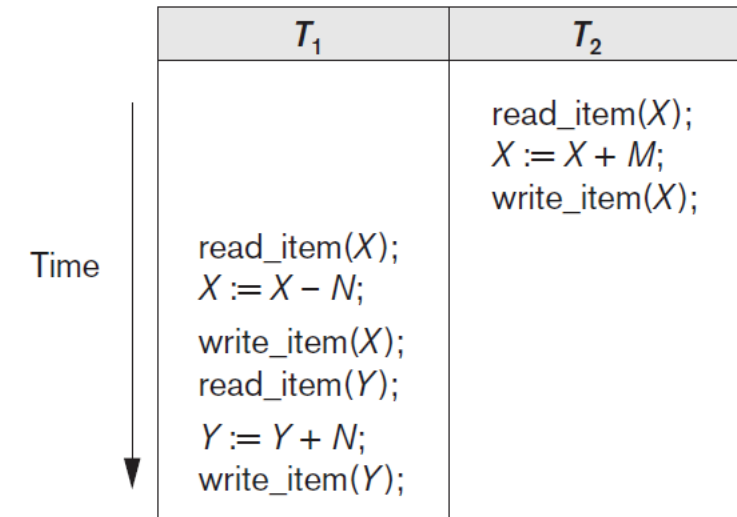 T₁ T₂
read_item(X);
X := X + M;
write_item(X);
Time
read_item(X);
X := X – N;
write_item(X);
read_item(Y);
Y := Y + N;
write_item(Y);